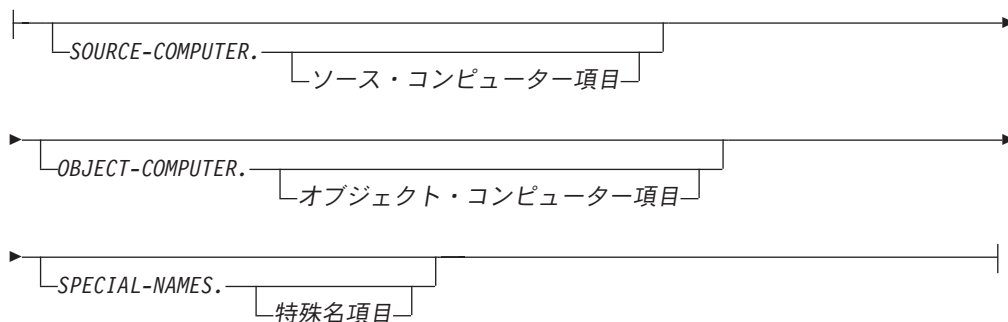 SOURCE-COMPUTER.
ソース・コンピューター項目
OBJECT-COMPUTER.
オブジェクト・コンピューター項目
SPECIAL-NAMES.
特殊名項目